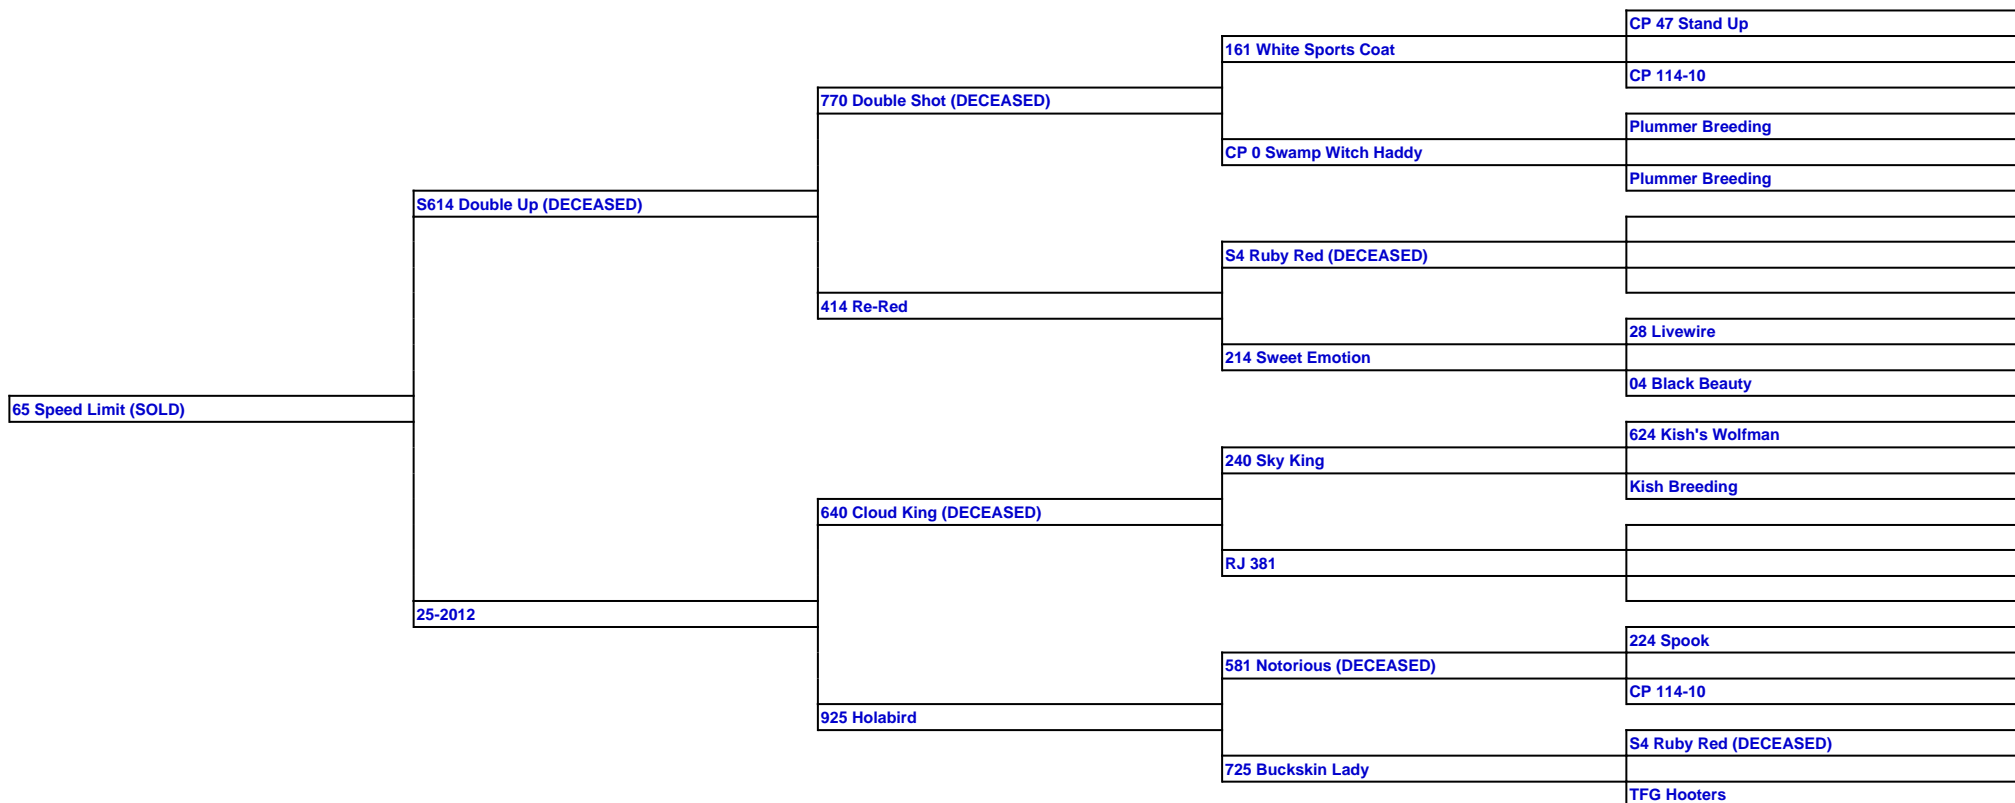 CP 47 Stand Up
161 White Sports Coat
CP 114-10
770 Double Shot (DECEASED)
Plummer Breeding
CP 0 Swamp Witch Haddy
Plummer Breeding
S614 Double Up (DECEASED)
S4 Ruby Red (DECEASED)
414 Re-Red
28 Livewire
214 Sweet Emotion
04 Black Beauty
65 Speed Limit (SOLD)
624 Kish's Wolfman
240 Sky King
Kish Breeding
640 Cloud King (DECEASED)
RJ 381
25-2012
224 Spook
581 Notorious (DECEASED)
CP 114-10
925 Holabird
S4 Ruby Red (DECEASED)
725 Buckskin Lady
TFG Hooters